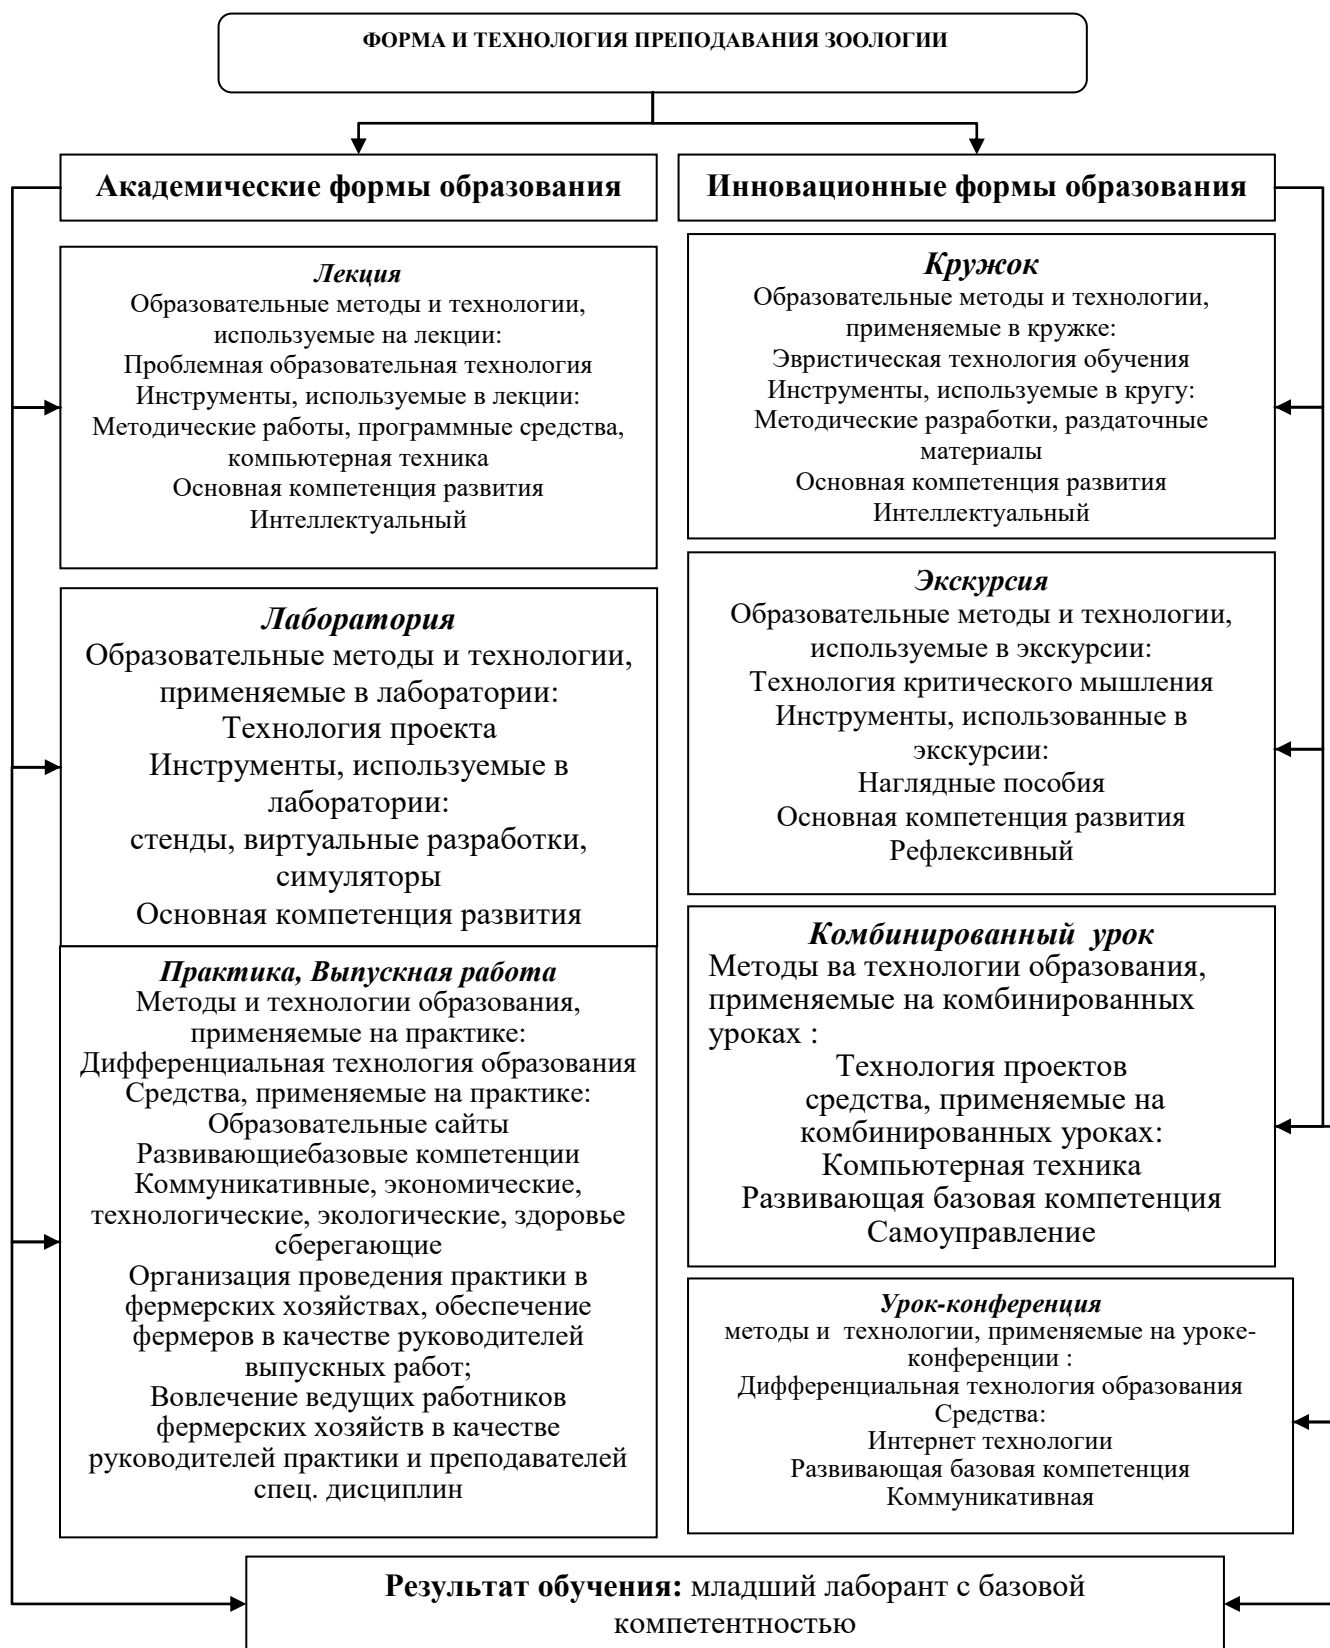 ФОРМА И ТЕХНОЛОГИЯ ПРЕПОДАВАНИЯ ЗООЛОГИИ
Академические формы образования
Лекция
Образовательные методы и технологии,
используемые на лекции:
Проблемная образовательная технология
Инструменты, используемые в лекции:
Методические работы, программные средства,
компьютерная техника
Основная компетенция развития
Интеллектуальный
Лаборатория
Образовательные методы и технологии,
применяемые в лаборатории:
Технология проекта
Инструменты, используемые в
лаборатории:
стенды, виртуальные разработки,
симуляторы
Основная компетенция развития
Практика, Выпускная работа
Методы и технологии образования,
применяемые на практике:
Дифференциальная технология образования
Средства, применяемые на практике:
Образовательные сайты
Развивающиебазовые компетенции
Коммуникативные, экономические,
технологические, экологические, здоровье
сберегающие
Организация проведения практики в
фермерских хозяйствах, обеспечение
фермеров в качестве руководителей
выпускных работ;
Вовлечение ведущих работников
фермерских хозяйств в качестве
руководителей практики и преподавателей
спец. дисциплин
Инновационные формы образования
Кружок
Образовательные методы и технологии,
применяемые в кружке:
Эвристическая технология обучения
Инструменты, используемые в кругу:
Методические разработки, раздаточные
материалы
Основная компетенция развития
Интеллектуальный
Экскурсия
Образовательные методы и технологии,
используемые в экскурсии:
Технология критического мышления
Инструменты, использованные в
экскурсии:
Наглядные пособия
Основная компетенция развития
Рефлексивный
Комбинированный урок
Методы ва технологии образования,
применяемые на комбинированных
уроках :
Технология проектов
средства, применяемые на
комбинированных уроках:
Компьютерная техника
Развивающая базовая компетенция
Самоуправление
Урок-конференция
методы и технологии, применяемые на уроке-
конференции :
Дифференциальная технология образования
Средства:
Интернет технологии
Развивающая базовая компетенция
Коммуникативная
Результат обучения: младший лаборант с базовой
компетентностью